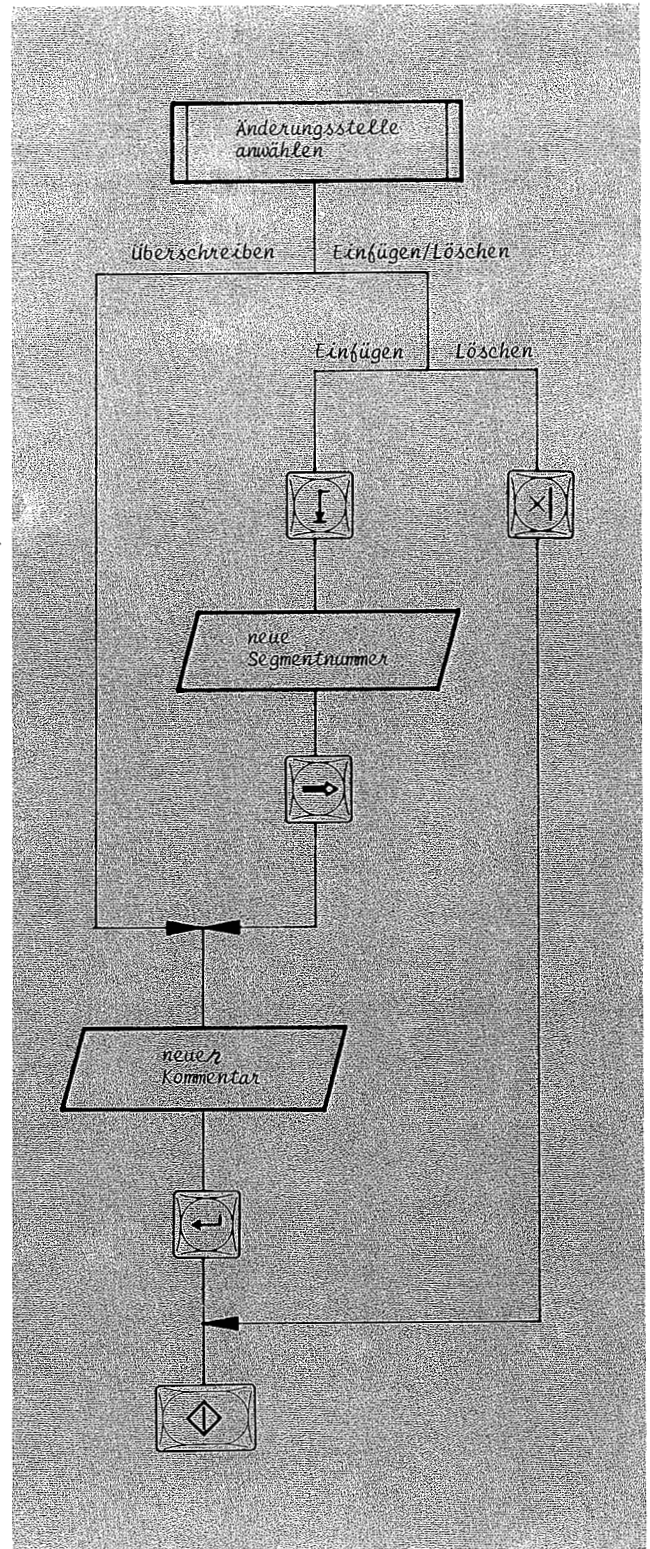 Änderungsstelle
anwählen
Überschreiben
Einfügen/Löschen
Einfügen
Löschen
neue
Segmentnummer
neuer
Kommentar